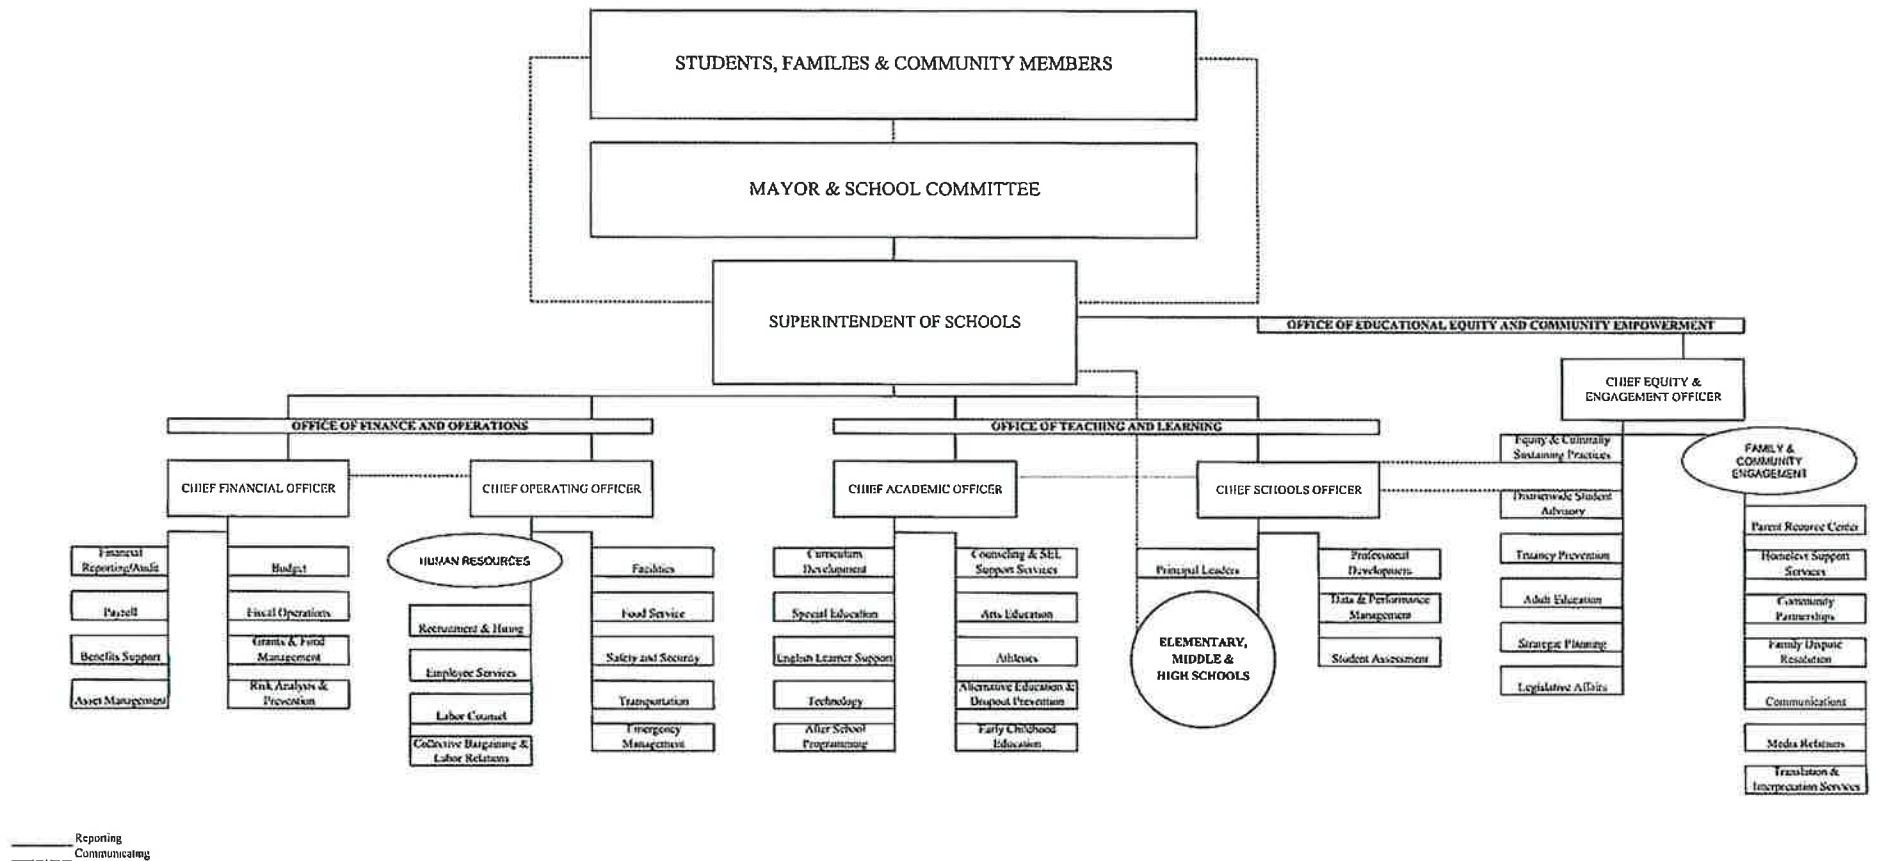 STUDENTS, FAMILIES & COMMUNITY MEMBERS
MAYOR & SCHOOL COMMITTEE
SUPERINTENDENT OF SCHOOLS
OFFICE OF EDUCATIONAL EQUITY AND COMMUNITY EMPOWERMENT
CHIEF EQUITY &
ENGAGEMENT OFFICER
OFFICE OF FINANCE AND OPERATIONS
OFFICE OF TEACHING AND LEARNING
CHIEF FINANCIAL OFFICER
CHIEF OPERATING OFFICER
CHIEF ACADEMIC OFFICER
CHIEF SCHOOLS OFFICER
Financial
Reporting/Audit
Payroll
Benefits Support
Asset Management
Budget
Fiscal Operations
Grants & Fund
Management
Risk Analysis &
Prevention
HUMAN RESOURCES
Recruitment & Hiring
Employee Services
Labor Counsel
Collective Bargaining &
Labor Relations
Facilities
Food Service
Safety and Security
Transportation
Emergency
Management
Curriculum
Development
Special Education
English Learner Support
Technology
After School
Programming
Counseling & SEL
Support Services
Arts Education
Athletics
Alternative Education &
Dropout Prevention
Early Childhood
Education
Principal Leaders
ELEMENTARY,
MIDDLE &
HIGH SCHOOLS
Professional
Development
Data & Performance
Management
Student Assessment
Equity & Culturally
Sustaining Practices
Districtwide Student
Advisory
Truancy Prevention
Adult Education
Strategic Planning
Legislative Affairs
FAMILY &
COMMUNITY
ENGAGEMENT
Parent Resource Center
Homeless Support
Services
Community
Partnerships
Family Dispute
Resolution
Communications
Media Relations
Translation &
Interpretation Services
Reporting
Communicating